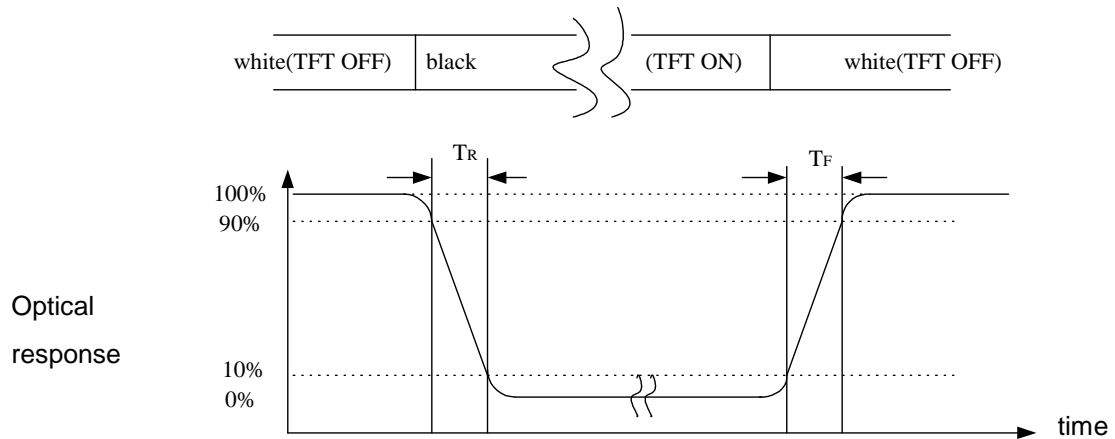 white(TFT OFF) black (TFT ON) white(TFT OFF)
TR TF
100%
90%
Optical
response
10%
0%
time